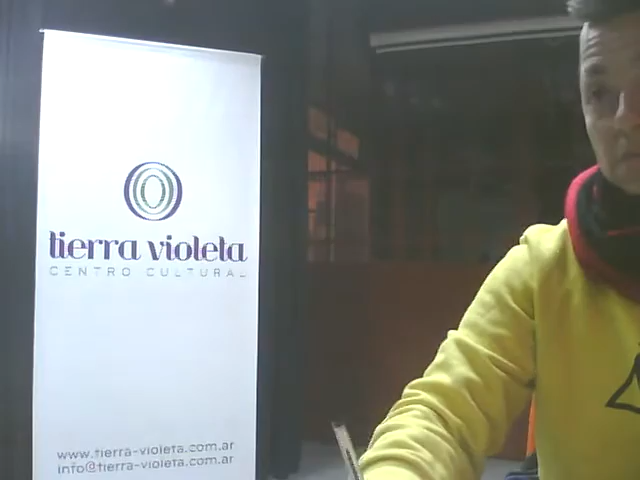 tierra violeta
CENTRO CULTURAL
www.tierra-violeta.com.ar
info@tierra-violeta.com.ar